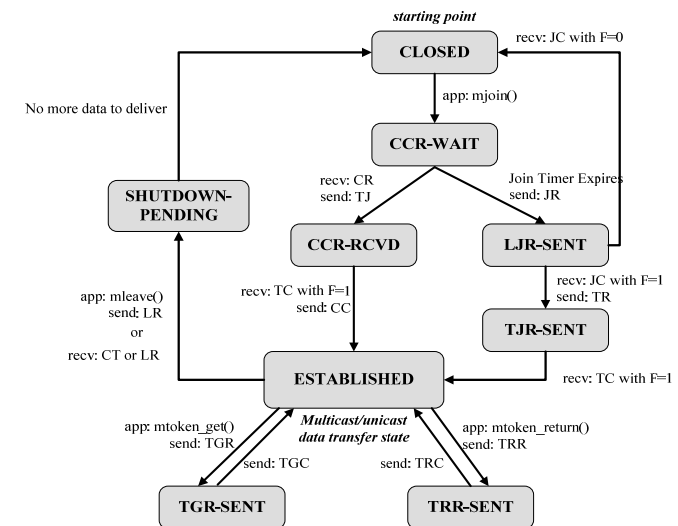 starting point
CLOSED
recv: JC with F=0
app: mjoin()
No more data to deliver
CCR-WAIT
recv: CR
send: TJ
Join Timer Expires
send: JR
SHUTDOWN-
PENDING
CCR-RCVD
LJR-SENT
app: mleave()
send: LR
or
recv: CT or LR
recv: TC with F=1
send: CC
recv: JC with F=1
send: TR
TJR-SENT
ESTABLISHED
recv: TC with F=1
Multicast/unicast
data transfer state
app: mtoken_get()
send: TGR
send: TGC
app: mtoken_return()
send: TRR
send: TRC
TGR-SENT
TRR-SENT